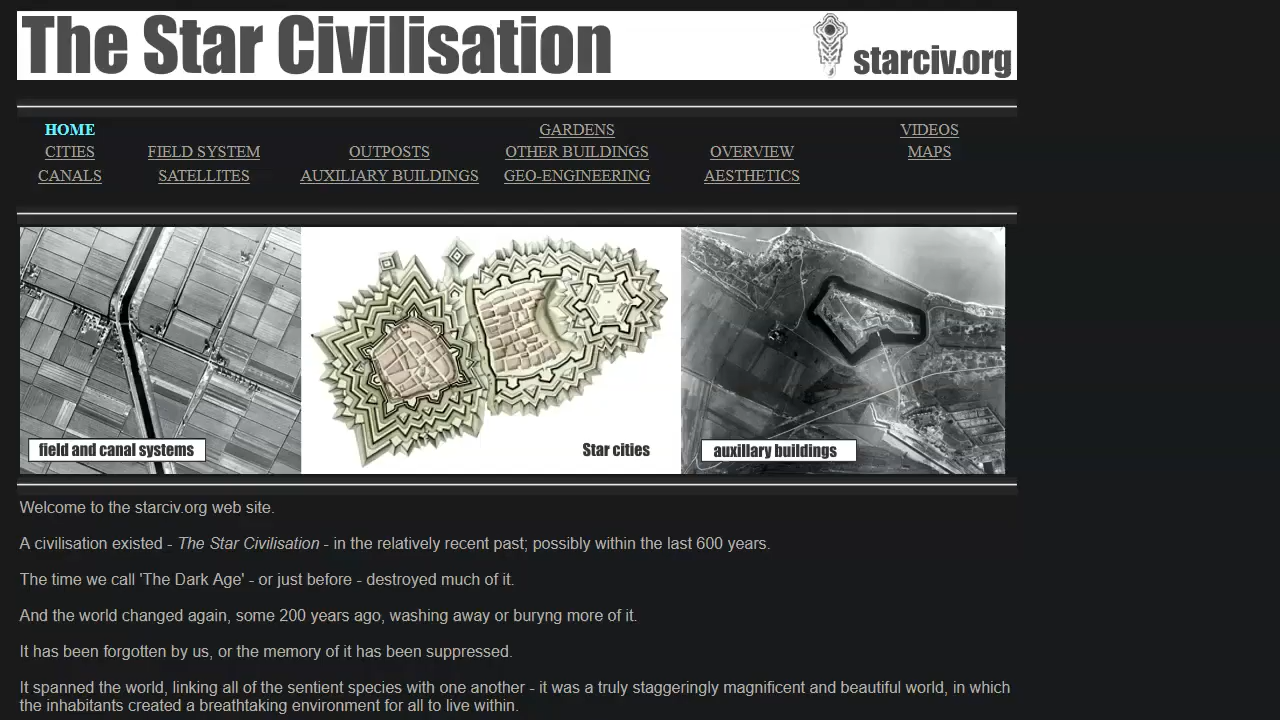 The Star Civilisation
starciv.org
HOME GARDENS VIDEOS
CITIES FIELD SYSTEM OUTPOSTS OTHER BUILDINGS OVERVIEW MAPS
CANALS SATELLITES AUXILIARY BUILDINGS GEO-ENGINEERING AESTHETICS
field and canal systems
Star cities
auxillary buildings
Welcome to the starciv.org web site.
A civilisation existed - The Star Civilisation - in the relatively recent past; possibly within the last 600 years.
The time we call 'The Dark Age' - or just before - destroyed much of it.
And the world changed again, some 200 years ago, washing away or buryng more of it.
It has been forgotten by us, or the memory of it has been suppressed.
It spanned the world, linking all of the sentient species with one another - it was a truly staggeringly magnificent and beautiful world, in which
the inhabitants created a breathtaking environment for all to live within.